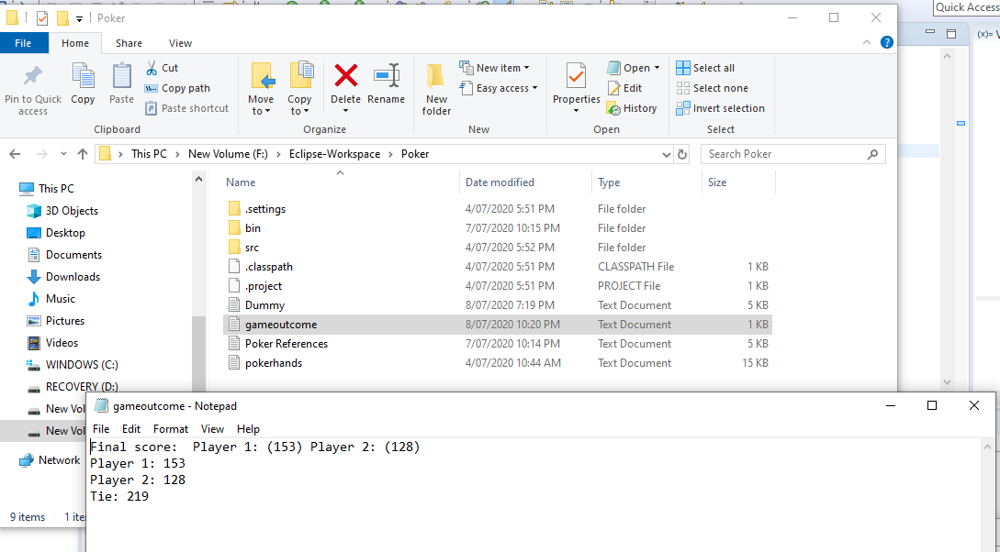 Quick Access
Poker
File Home Share View
Pin to Quick access
Copy
Paste
Cut
Copy path
Paste shortcut
Clipboard
Move to
Copy to
Delete
Rename
Organize
New folder
New item
Easy access
New
Properties
Open
Edit
History
Open
Select all
Select none
Invert selection
Select
This PC > New Volume (F:) > Eclipse-Workspace > Poker
Search Poker
Name Date modified Type Size
This PC
3D Objects
Desktop
Documents
Downloads
Music
Pictures
Videos
WINDOWS (C:)
RECOVERY (D:)
New Vol
New Vol
Network
.settings 4/07/2020 5:51 PM File folder
bin 7/07/2020 10:15 PM File folder
src 4/07/2020 5:52 PM File folder
.classpath 4/07/2020 5:51 PM CLASSPATH File 1 KB
.project 4/07/2020 5:51 PM PROJECT File 1 KB
Dummy 8/07/2020 7:19 PM Text Document 5 KB
gameoutcome 8/07/2020 10:20 PM Text Document 1 KB
Poker References 7/07/2020 10:14 PM Text Document 5 KB
pokerhands 4/07/2020 10:44 AM Text Document 15 KB
9 items 1 ite
gameoutcome - Notepad
File Edit Format View Help
Final score:  Player 1: (153) Player 2: (128)
Player 1: 153
Player 2: 128
Tie: 219